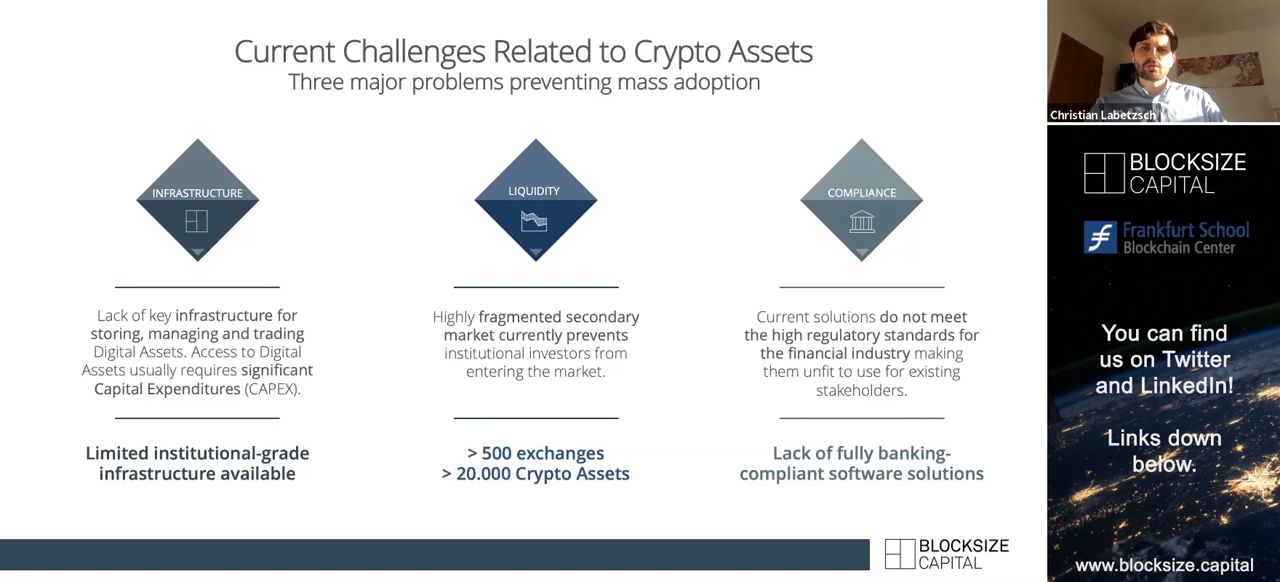 Current Challenges Related to Crypto Assets
Three major problems preventing mass adoption
INFRASTRUCTURE
Lack of key infrastructure for
storing, managing and trading
Digital Assets. Access to Digital
Assets usually requires significant
Capital Expenditures (CAPEX).
Limited institutional-grade
infrastructure available
LIQUIDITY
Highly fragmented secondary
market currently prevents
institutional investors from
entering the market.
> 500 exchanges
> 20.000 Crypto Assets
COMPLIANCE
Current solutions do not meet
the high regulatory standards for
the financial industry making
them unfit to use for existing
stakeholders.
Lack of fully banking-
compliant software solutions
BLOCKSIZE
CAPITAL
Christian Labetzsch
BLOCKSIZE
CAPITAL
Frankfurt School
Blockchain Center
You can find
us on Twitter
and LinkedIn!
Links down
below.
www.blocksize.capital